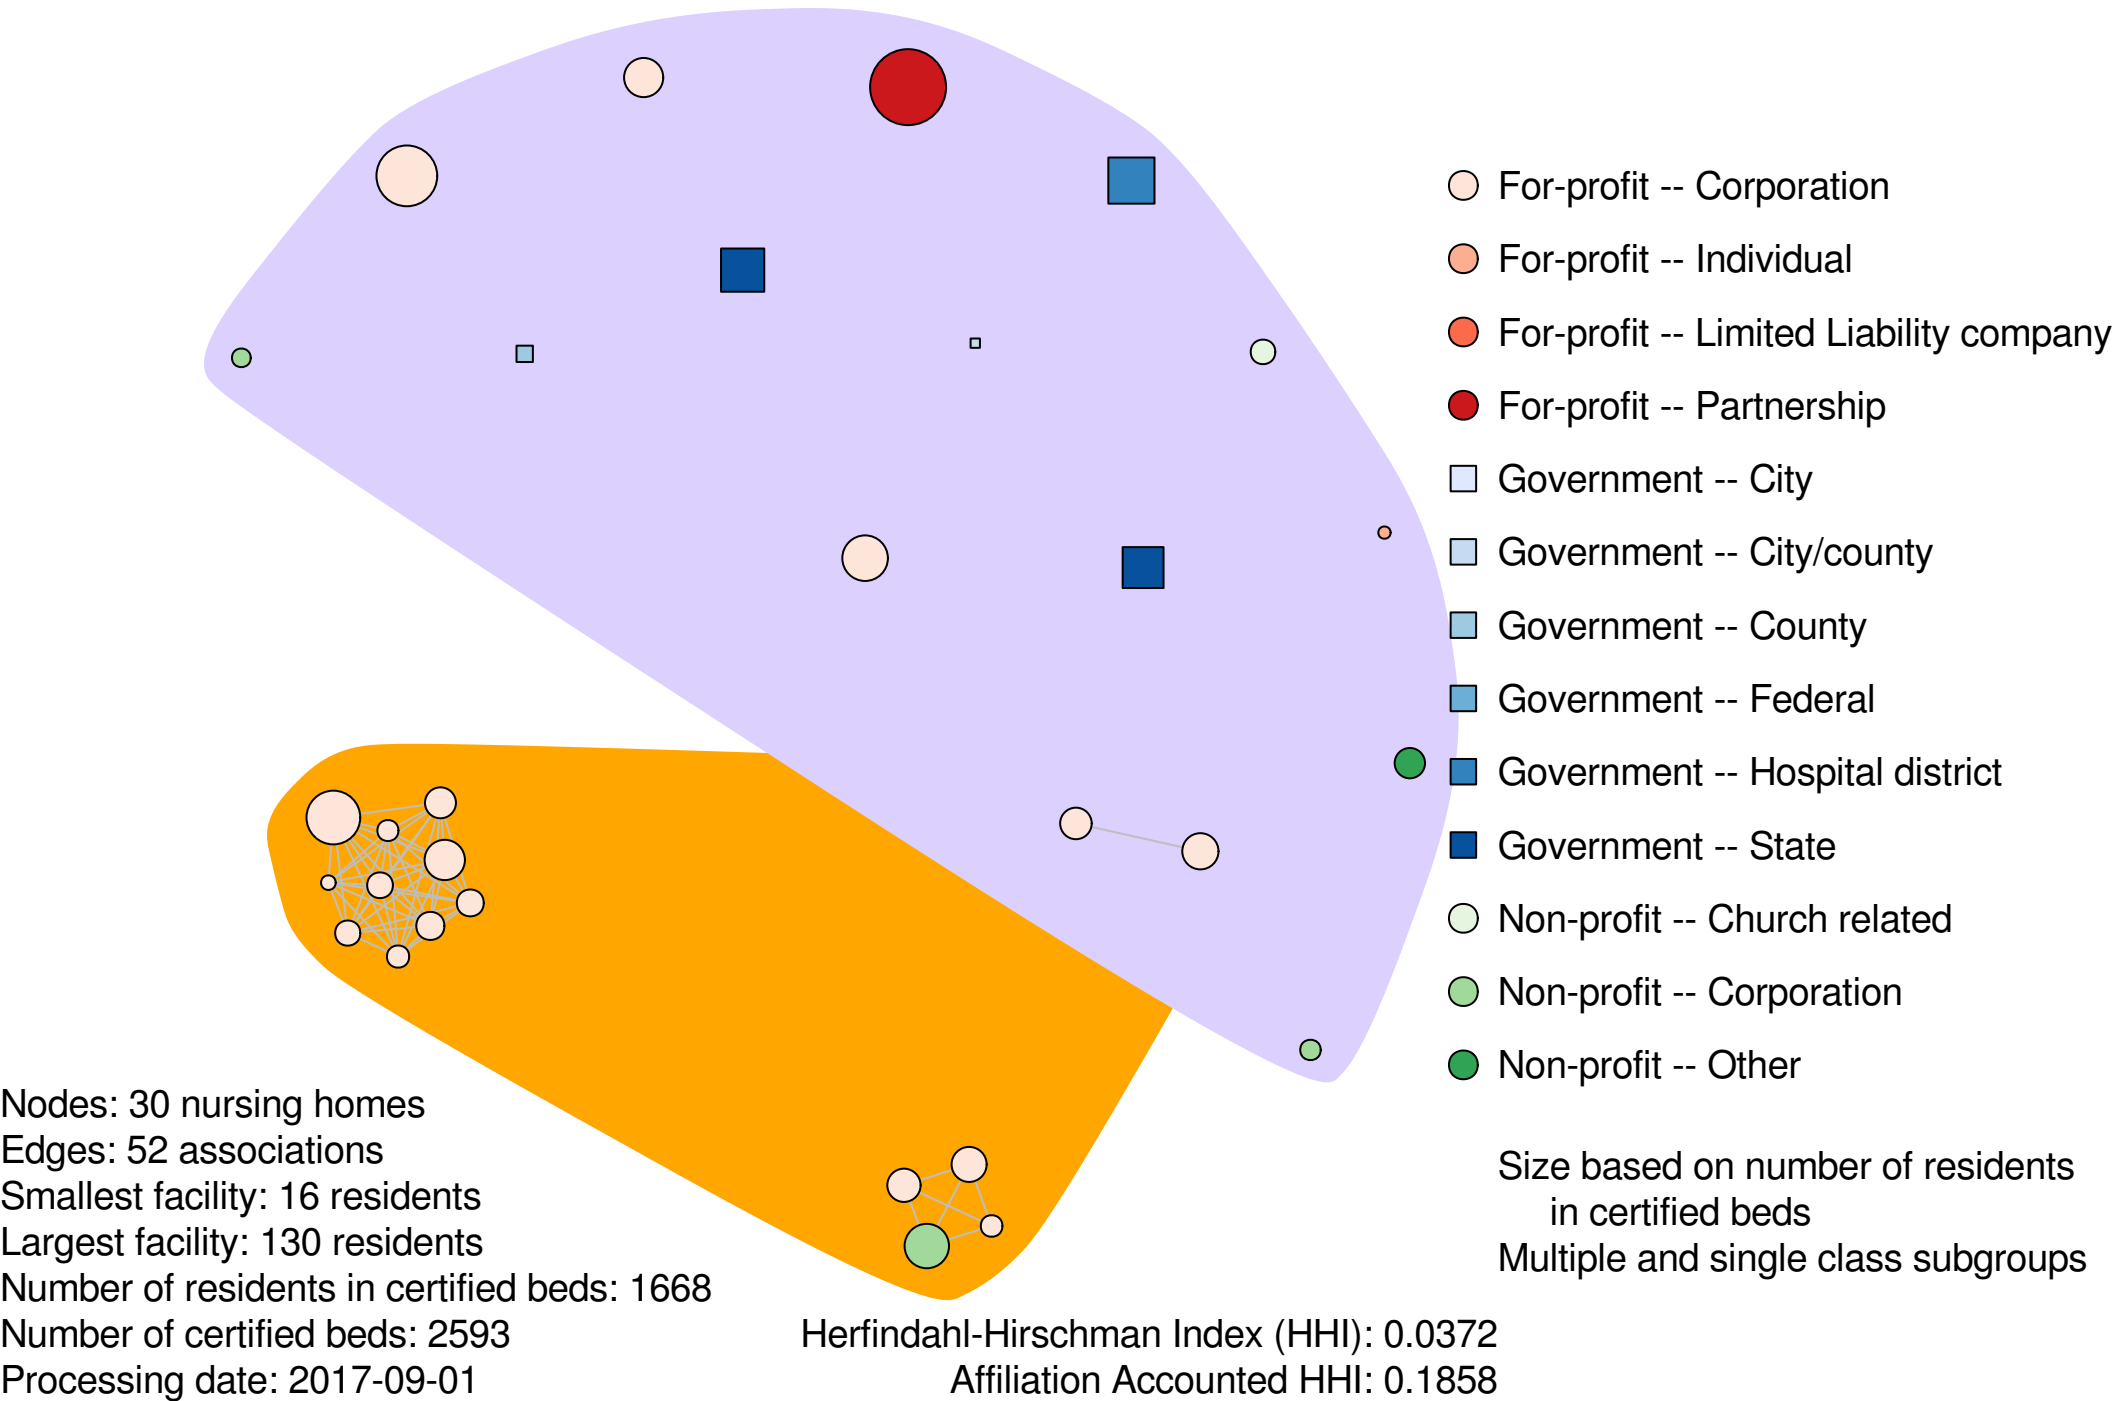 For-profit -- Corporation
For-profit -- Individual
For-profit -- Limited Liability company
For-profit -- Partnership
Government -- City
Government -- City/county
Government -- County
Government -- Federal
Government -- Hospital district
Government -- State
Non-profit -- Church related
Non-profit -- Corporation
Non-profit -- Other
Size based on number of residents
in certified beds
Multiple and single class subgroups
Nodes: 30 nursing homes
Edges: 52 associations
Smallest facility: 16 residents
Largest facility: 130 residents
Number of residents in certified beds: 1668
Number of certified beds: 2593
Processing date: 2017-09-01
Herfindahl-Hirschman Index (HHI): 0.0372
Affiliation Accounted HHI: 0.1858